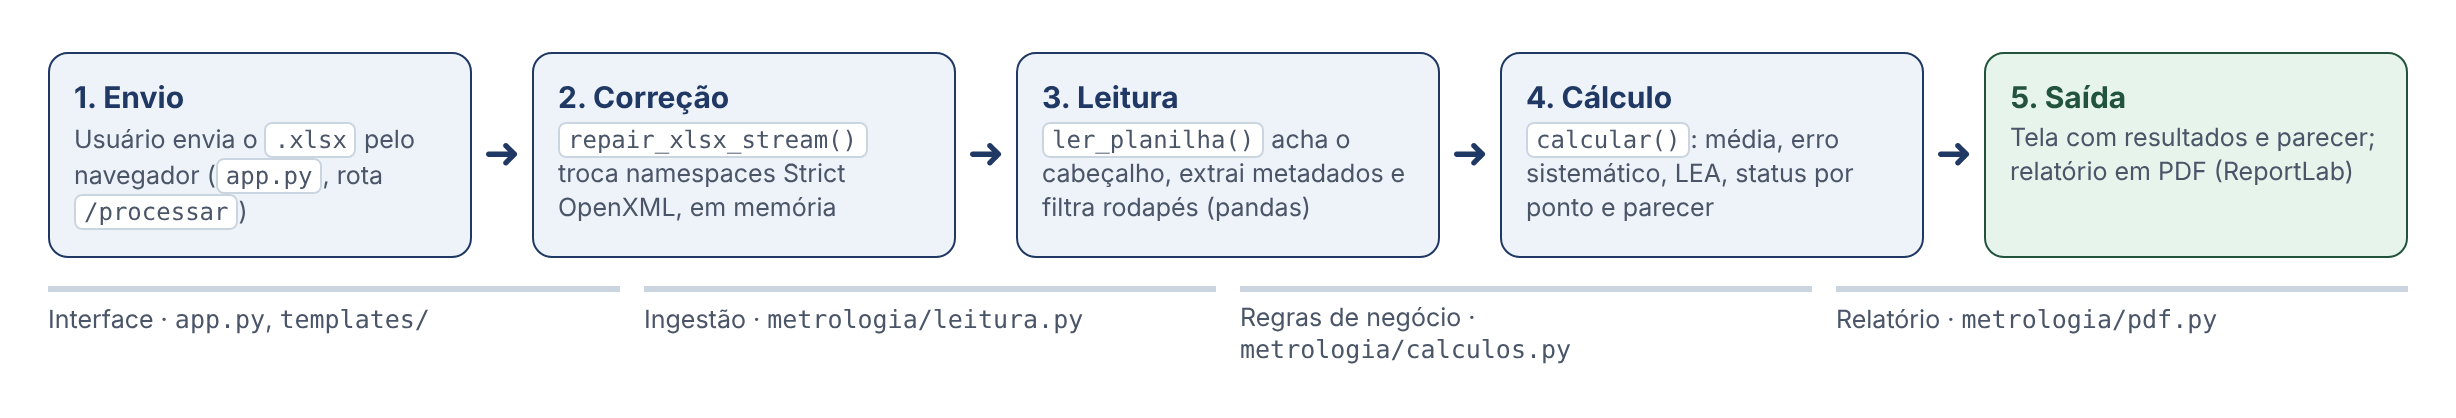 1. Envio
Usuário envia o .xlsx pelo
navegador (app.py, rota
/processar)
2. Correção
repair_xlsx_stream()
troca namespaces Strict
OpenXML, em memória
3. Leitura
ler_planilha() acha o
cabeçalho, extrai metadados e
filtra rodapés (pandas)
4. Cálculo
calcular(): média, erro
sistemático, LEA, status por
ponto e parecer
5. Saída
Tela com resultados e parecer;
relatório em PDF (ReportLab)
Interface · app.py, templates/
Ingestão · metrologia/leitura.py
Regras de negócio ·
metrologia/calculos.py
Relatório · metrologia/pdf.py